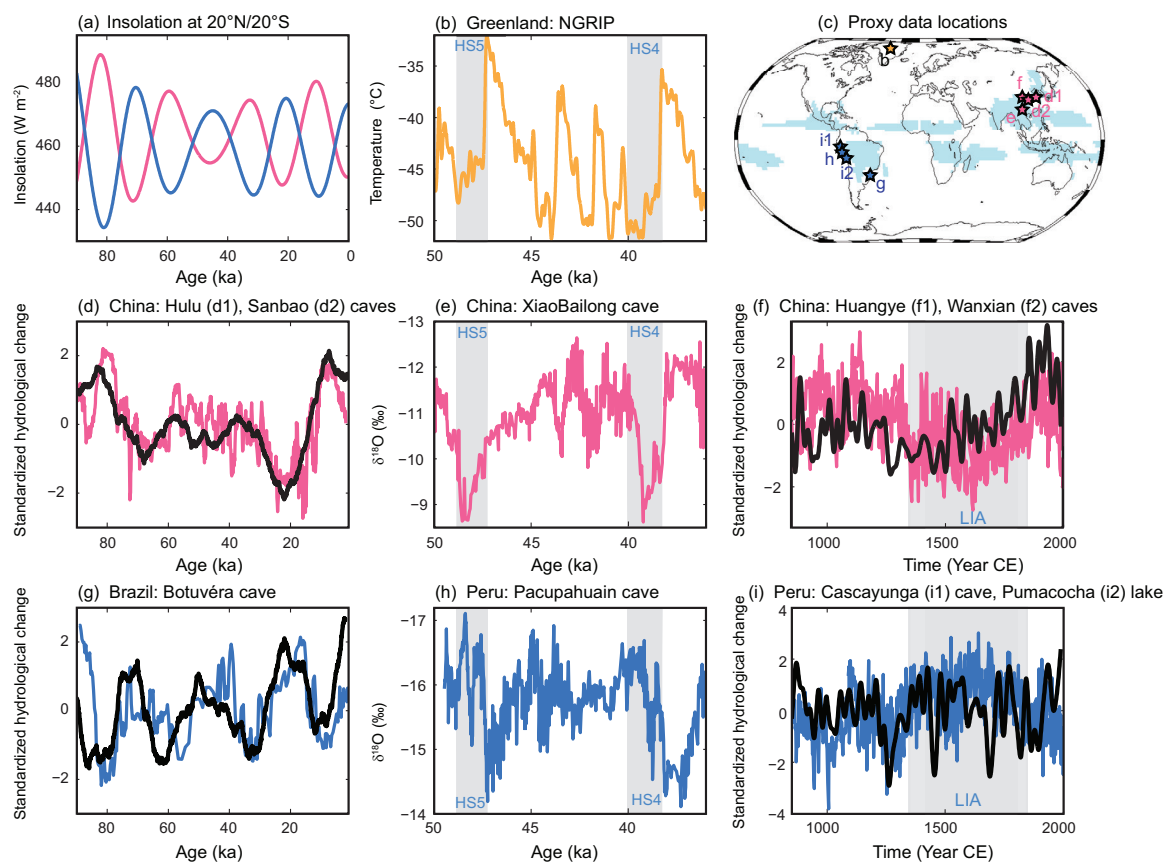 (a) Insolation at 20°N/20°S
Insolation (W m⁻²)
480
460
440
80 60 40 20 0
Age (ka)
(b) Greenland: NGRIP
HS5
HS4
Temperature (°C)
−35
−40
−45
−50
50 45 40
Age (ka)
(c) Proxy data locations
b
f
d1
e
d2
i1
h
i2
g
(d) China: Hulu (d1), Sanbao (d2) caves
Standardized hydrological change
2
0
−2
80 60 40 20
Age (ka)
(e) China: XiaoBailong cave
HS5
HS4
δ¹⁸O (‰)
−13
−12
−11
−10
−9
50 45 40
Age (ka)
(f) China: Huangye (f1), Wanxian (f2) caves
Standardized hydrological change
2
0
−2
LIA
1000 1500 2000
Time (Year CE)
(g) Brazil: Botuvéra cave
Standardized hydrological change
2
0
−2
80 60 40 20
Age (ka)
(h) Peru: Pacupahuain cave
δ¹⁸O (‰)
−17
−16
−15
−14
HS5
HS4
50 45 40
Age (ka)
(i) Peru: Cascayunga (i1) cave, Pumacocha (i2) lake
Standardized hydrological change
4
2
0
−2
−4
LIA
1000 1500 2000
Time (Year CE)